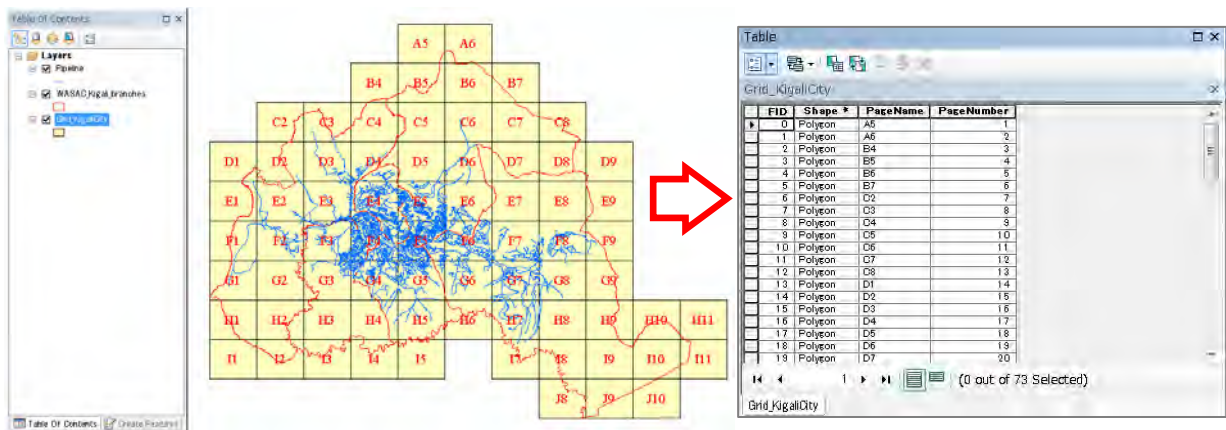 Table Of Contents
Layers
Pipeline
WASAC_Kigali_branches
Grid_KigaliCity
Table Of Contents Create Features
A5 A6
B4 B5 B6 B7
C2 C3 C4 C5 C6 C7 C8
D1 D2 D3 D4 D5 D6 D7 D8 D9
E1 E2 E3 E4 E5 E6 E7 E8 E9
F1 F2 F3 F4 F5 F6 F7 F8 F9
G1 G2 G3 G4 G5 G6 G7 G8 G9
H1 H2 H3 H4 H5 H6 H7 H8 H9 H10 H11
I1 I2 I3 I4 I5 I7 I8 I9 I10 I11
J8 J9 J10
Table
Grid_KigaliCity
FID Shape * PageName PageNumber
0 Polygon A5 1
1 Polygon A6 2
2 Polygon B4 3
3 Polygon B5 4
4 Polygon B6 5
5 Polygon B7 6
6 Polygon C2 7
7 Polygon C3 8
8 Polygon C4 9
9 Polygon C5 10
10 Polygon C6 11
11 Polygon C7 12
12 Polygon C8 13
13 Polygon D1 14
14 Polygon D2 15
15 Polygon D3 16
16 Polygon D4 17
17 Polygon D5 18
18 Polygon D6 19
19 Polygon D7 20
1 (0 out of 73 Selected)
Grid_KigaliCity